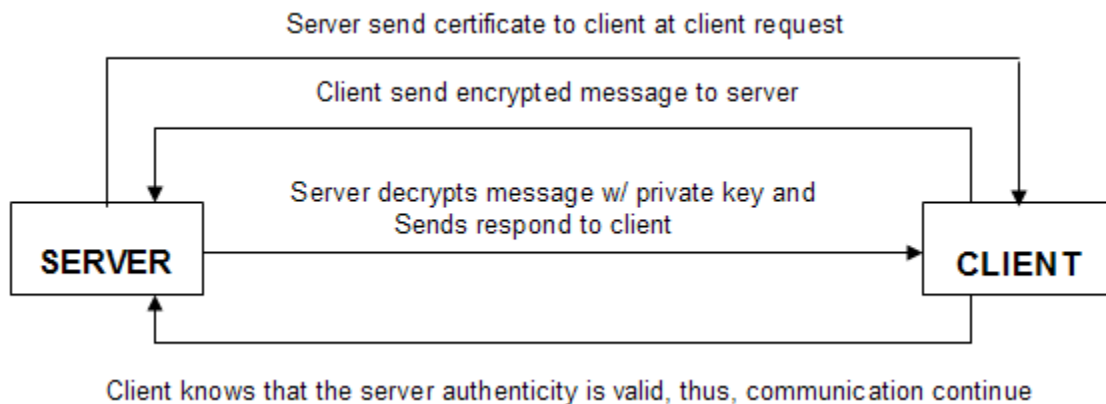 Server send certificate to client at client request
Client send encrypted message to server
Server decrypts message w/ private key and
Sends respond to client
SERVER
CLIENT
Client knows that the server authenticity is valid, thus, communication continue